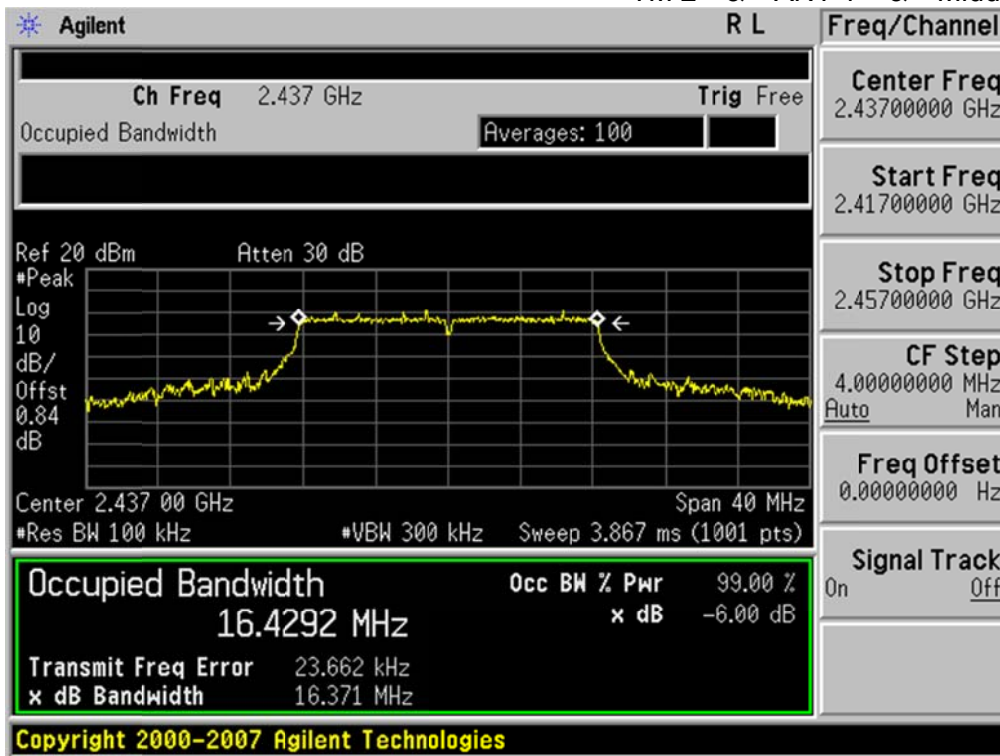 Agilent R L Freq/Channel
Ch Freq 2.437 GHz Trig Free
Occupied Bandwidth Averages: 100
Center Freq
2.43700000 GHz
Start Freq
2.41700000 GHz
Stop Freq
2.45700000 GHz
CF Step
4.00000000 MHz
Auto Man
Freq Offset
0.00000000 Hz
Signal Track
On Off
Ref 20 dBm Atten 30 dB
#Peak
Log
10
dB/
Offst
0.84
dB
Center 2.437 00 GHz Span 40 MHz
#Res BW 100 kHz #VBW 300 kHz Sweep 3.867 ms (1001 pts)
Occupied Bandwidth Occ BW % Pwr 99.00 %
16.4292 MHz x dB -6.00 dB
Transmit Freq Error 23.662 kHz
x dB Bandwidth 16.371 MHz
Copyright 2000-2007 Agilent Technologies